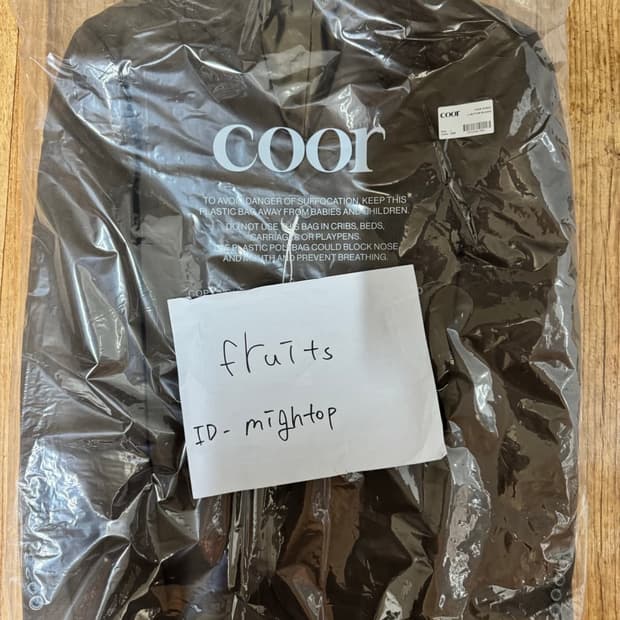 coor
coor
TO AVOID DANGER OF SURFOCATION, KEEP THIS
PLASTIC BAG AWAY FROM BABIES AND CHILDREN.
DO NOT USE THIS BAG IN CRIBS, BEDS,
CARRIAGES OR PLAYPENS.
PLASTIC POLYBAG COULD BLOCK NOSE
AND MOUTH AND PREVENT BREATHING.
fruits
ID - mightop